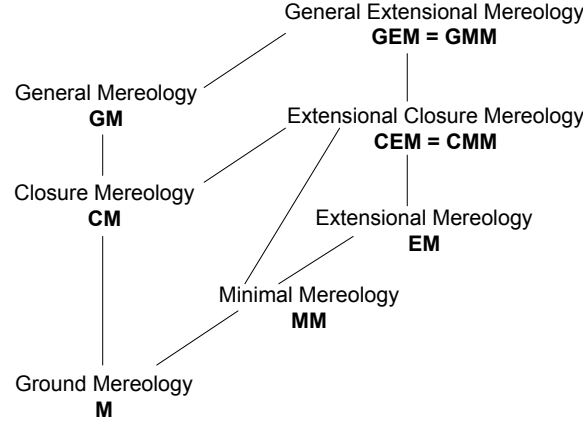 General Extensional Mereology
GEM = GMM
General Mereology
GM
Extensional Closure Mereology
CEM = CMM
Closure Mereology
CM
Extensional Mereology
EM
Minimal Mereology
MM
Ground Mereology
M